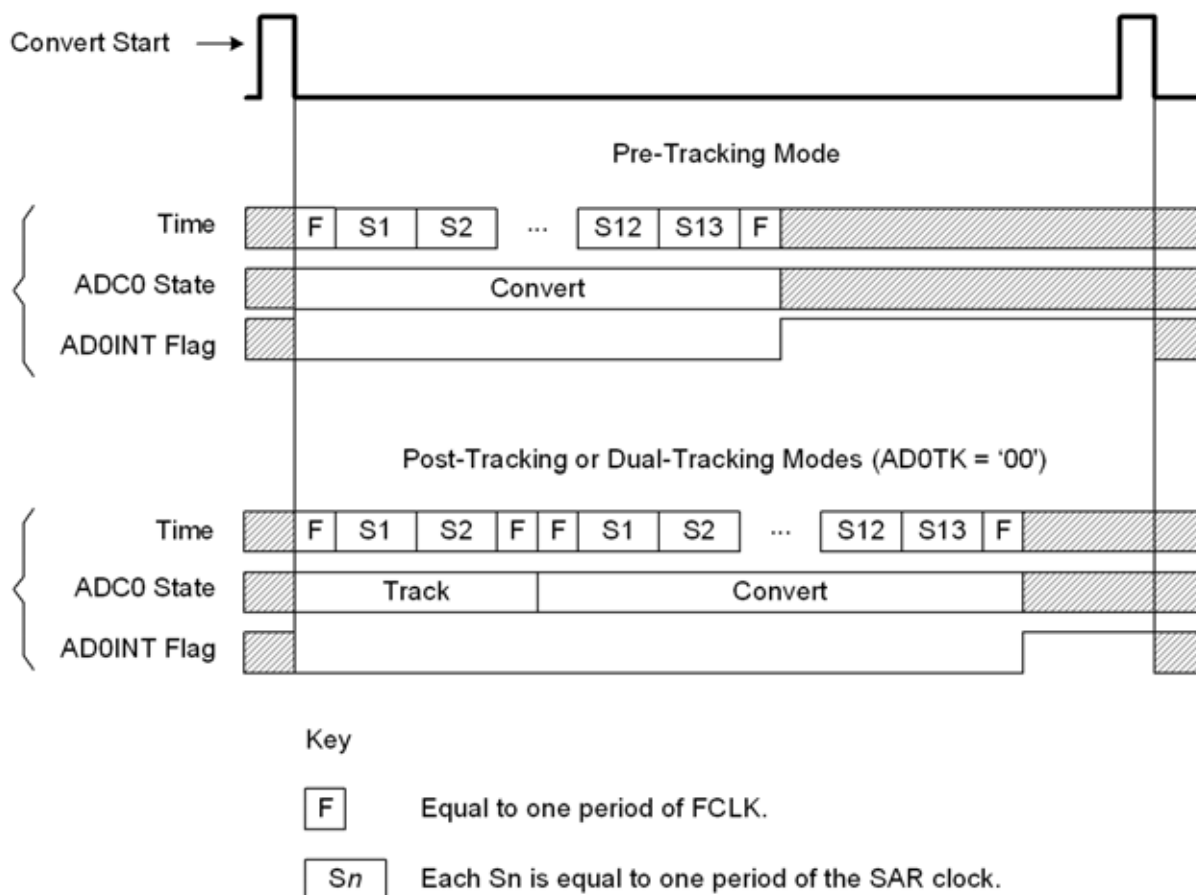 Convert Start
Pre-Tracking Mode
Time F S1 S2 ... S12 S13 F
ADC0 State Convert
AD0INT Flag
Post-Tracking or Dual-Tracking Modes (AD0TK = ‘00’)
Time F S1 S2 F F S1 S2 ... S12 S13 F
ADC0 State Track Convert
AD0INT Flag
Key
F Equal to one period of FCLK.
Sn Each Sn is equal to one period of the SAR clock.